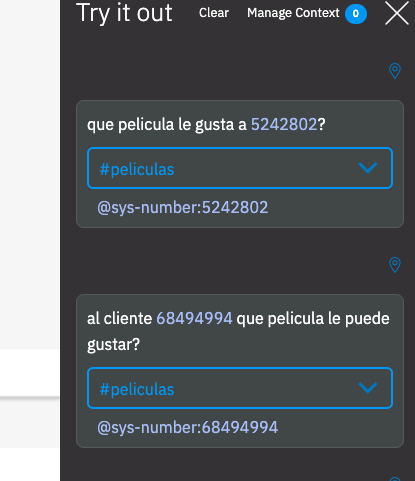 Try it out Clear Manage Context 0
que pelicula le gusta a 5242802?
#peliculas
@sys-number:5242802
al cliente 68494994 que pelicula le puede
gustar?
#peliculas
@sys-number:68494994